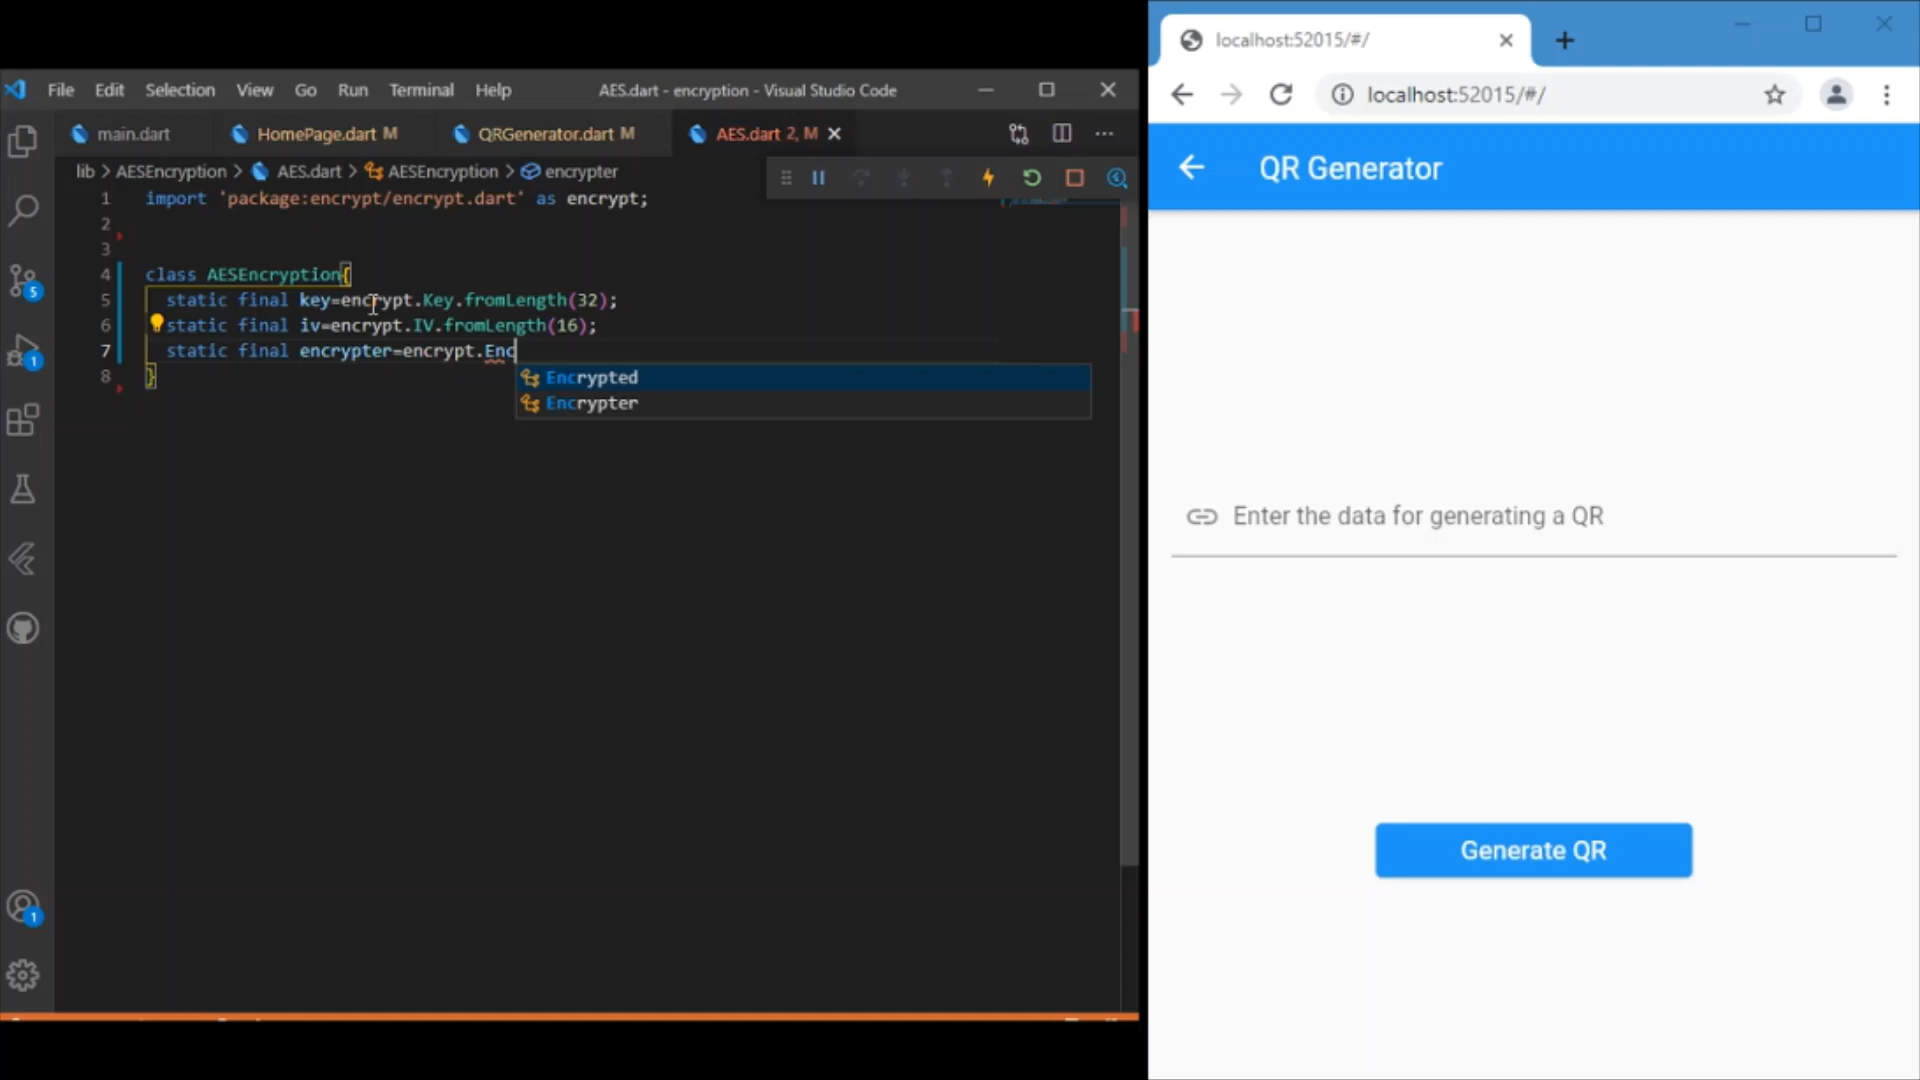 File Edit Selection View Go Run Terminal Help AES.dart - encryption - Visual Studio Code
main.dart HomePage.dart M QRGenerator.dart M AES.dart 2, M
lib > AESEncryption > AES.dart > AESEncryption > encrypter
1 import 'package:encrypt/encrypt.dart' as encrypt;
2
3
4 class AESEncryption{
5 static final key=encrypt.Key.fromLength(32);
6 static final iv=encrypt.IV.fromLength(16);
7 static final encrypter=encrypt.Enc
8 }
Encrypted
Encrypter
5
1
1
localhost:52015/#/
localhost:52015/#/
QR Generator
Enter the data for generating a QR
Generate QR